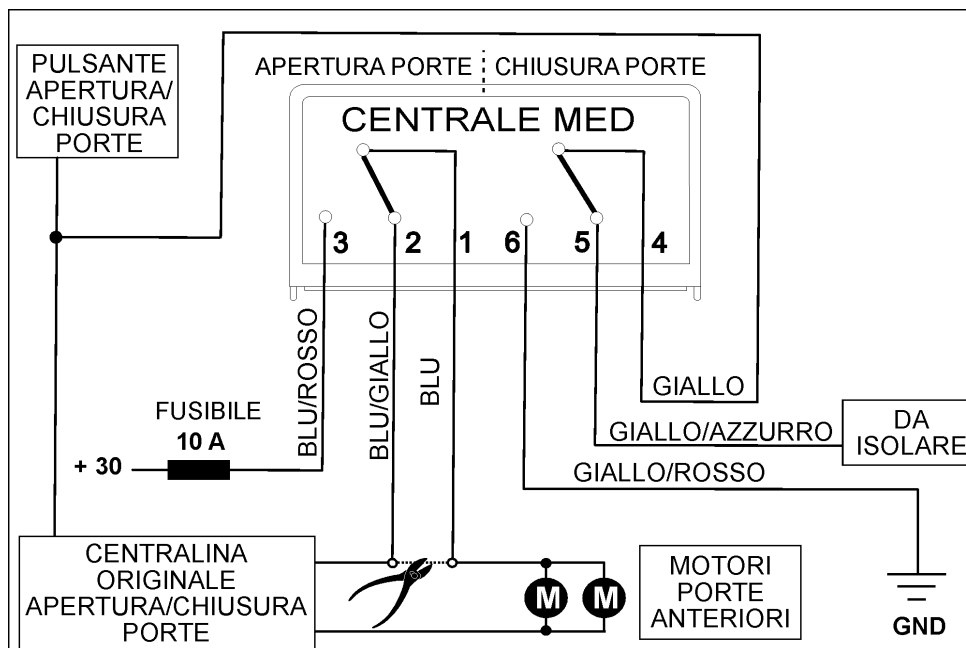 PULSANTE
APERTURA/
CHIUSURA
PORTE
APERTURA PORTE
CHIUSURA PORTE
CENTRALE MED
3
2
1
6
5
4
BLU/ROSSO
BLU/GIALLO
BLU
GIALLO
GIALLO/AZZURRO
GIALLO/ROSSO
DA
ISOLARE
FUSIBILE
10 A
+ 30
CENTRALINA
ORIGINALE
APERTURA/CHIUSURA
PORTE
M
M
MOTORI
PORTE
ANTERIORI
GND